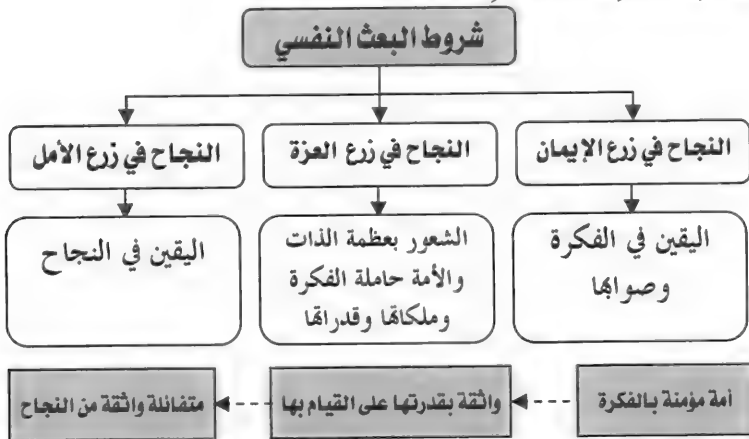 شروط البعث النفسي
النجاح في زرع الإيمان
النجاح في زرع العزة
النجاح في زرع الأمل
اليقين في الفكرة
وصوابها
الشعور بعظمة الذات
والأمة حاملة الفكرة
وملكاتها وقدراتها
اليقين في النجاح
أمة مؤمنة بالفكرة
واثقة بقدرتها على القيام بها
متفائلة واثقة من النجاح